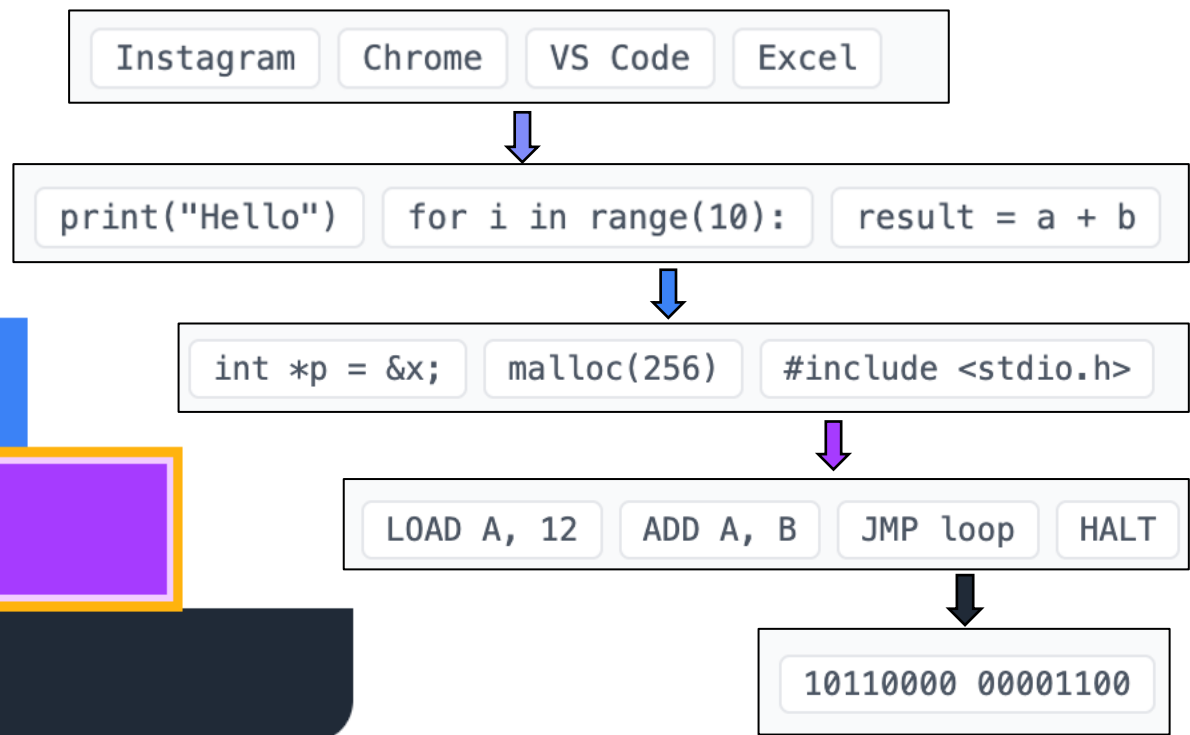 Instagram Chrome VS Code Excel
print("Hello") for i in range(10): result = a + b
int *p = &x; malloc(256) #include <stdio.h>
LOAD A, 12 ADD A, B JMP loop HALT
10110000 00001100